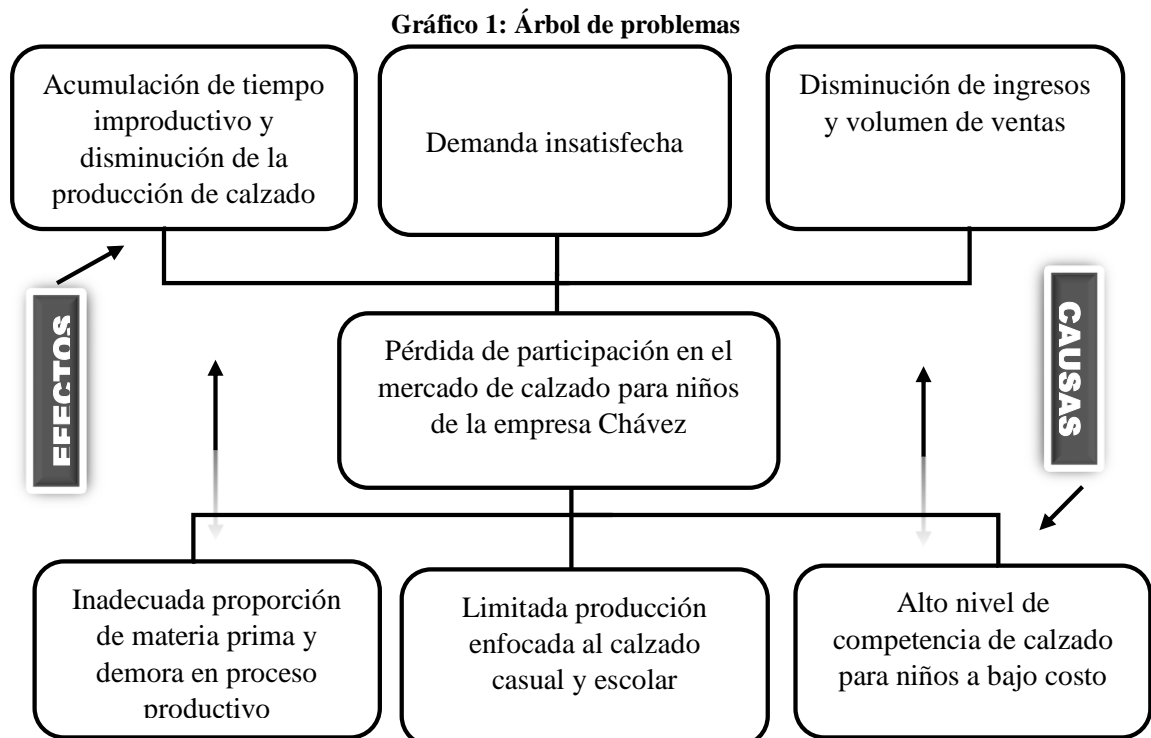 Gráfico 1: Árbol de problemas
Acumulación de tiempo
improductivo y
disminución de la
producción de calzado
Demanda insatisfecha
Disminución de ingresos
y volumen de ventas
EFECTOS
Pérdida de participación en el
mercado de calzado para niños
de la empresa Chávez
CAUSAS
Inadecuada proporción
de materia prima y
demora en proceso
productivo
Limitada producción
enfocada al calzado
casual y escolar
Alto nivel de
competencia de calzado
para niños a bajo costo